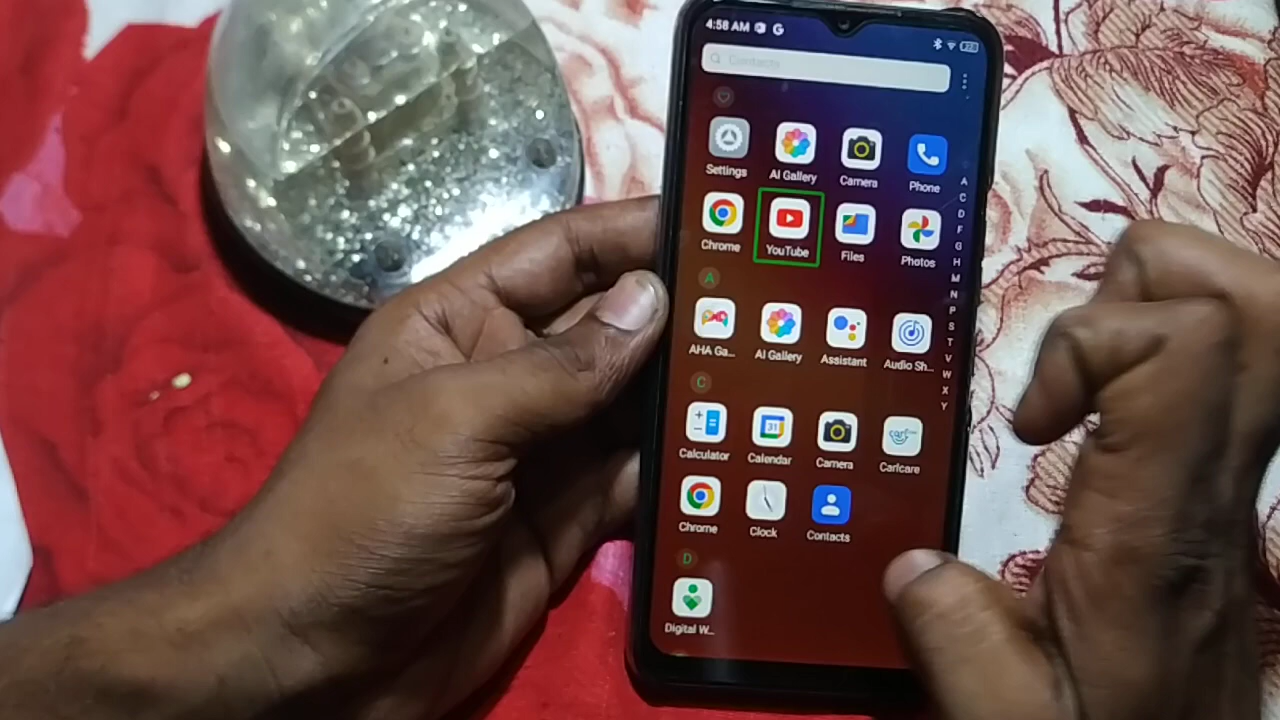 4:58 AM
Contacts
Settings AI Gallery Camera Phone
Chrome YouTube Files Photos
A
AHA Ga... AI Gallery Assistant Audio Sh...
C
Calculator Calendar Camera Carlcare
Chrome Clock Contacts
D
Digital W...
A
C
D
F
G
H
M
N
P
S
T
V
W
X
Y